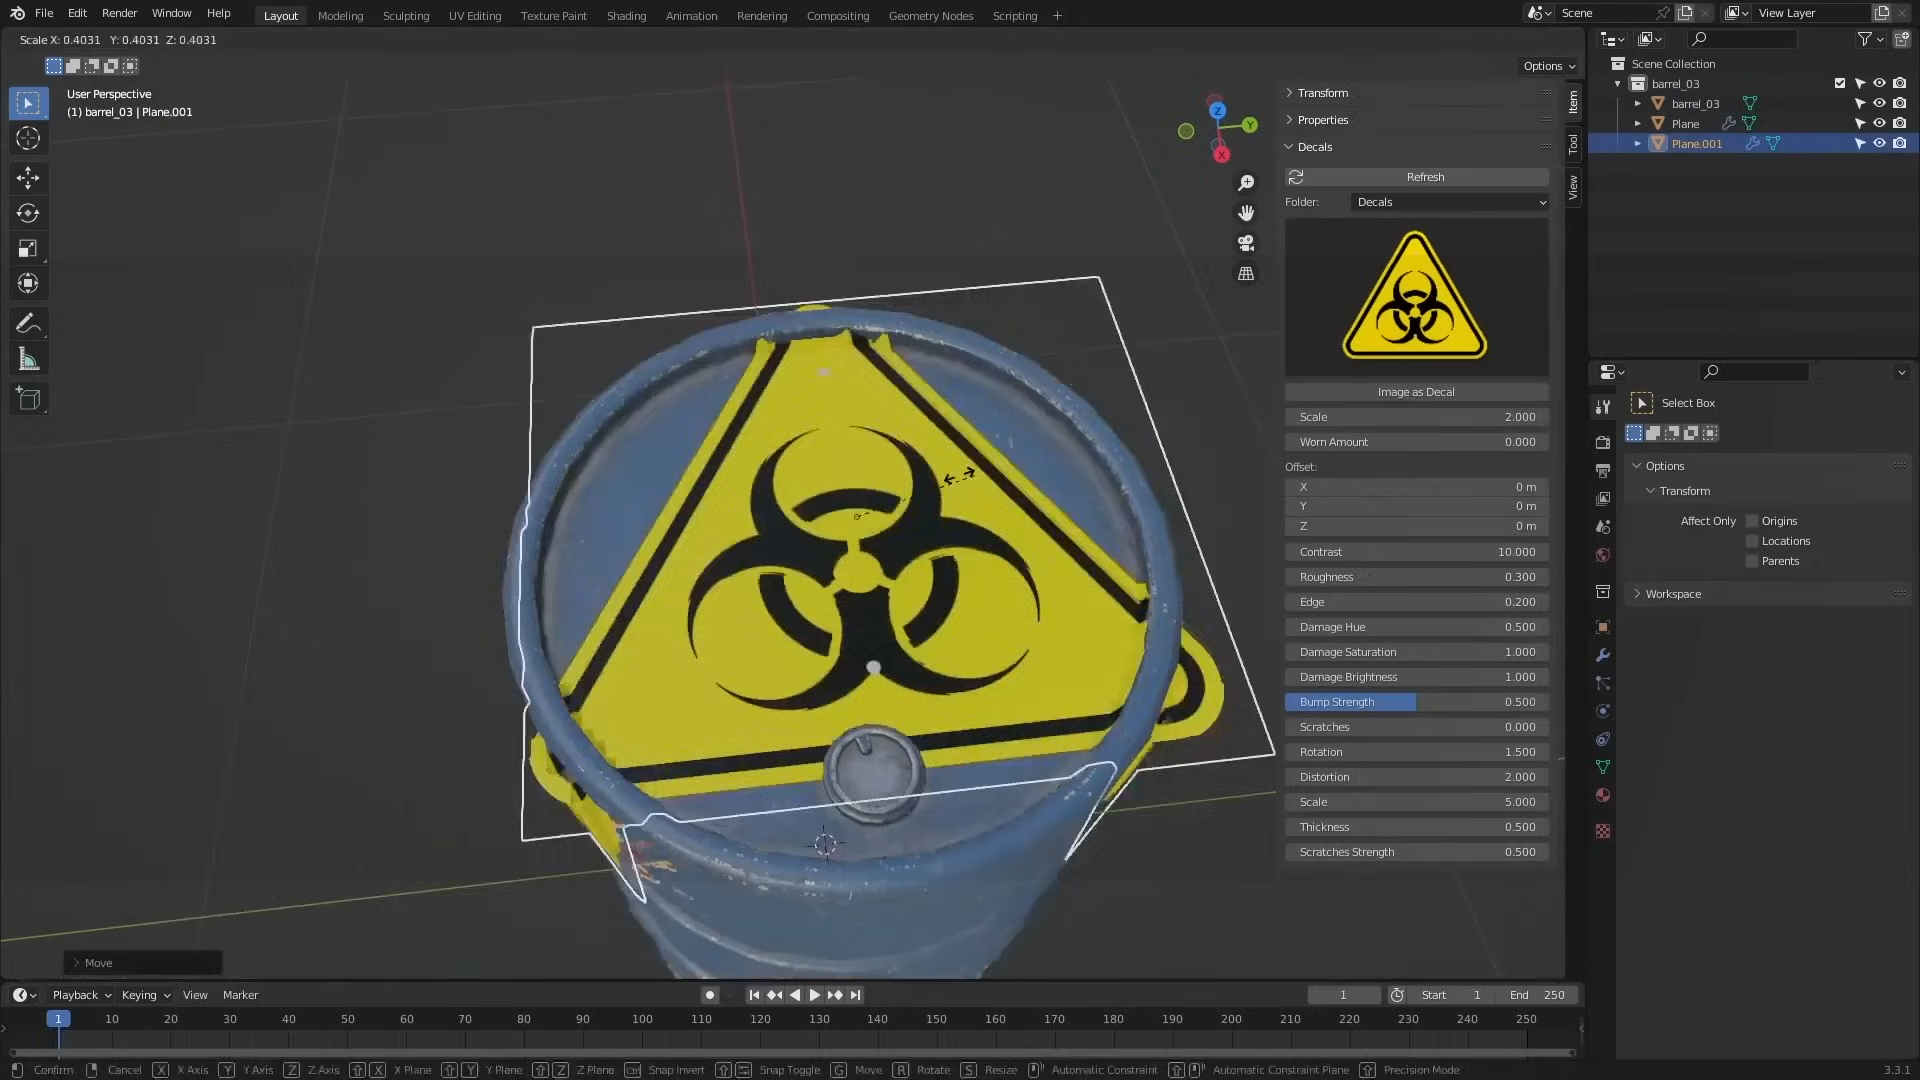 File Edit Render Window Help Layout Modeling Sculpting UV Editing Texture Paint Shading Animation Rendering Compositing Geometry Nodes Scripting + Scene View Layer
Scale X: 0.4031 Y: 0.4031 Z: 0.4031
Options
User Perspective
(1) barrel_03 | Plane.001
Z
Y
X
Transform
Properties
Decals
Refresh
Folder: Decals
Image as Decal
Scale 2.000
Worn Amount 0.000
Offset:
X 0 m
Y 0 m
Z 0 m
Contrast 10.000
Roughness 0.300
Edge 0.200
Damage Hue 0.500
Damage Saturation 1.000
Damage Brightness 1.000
Bump Strength 0.500
Scratches 0.000
Rotation 1.500
Distortion 2.000
Scale 5.000
Thickness 0.500
Scratches Strength 0.500
Item
Tool
View
Scene Collection
barrel_03
barrel_03
Plane
Plane.001
Select Box
Options
Transform
Affect Only Origins
Locations
Parents
Workspace
Move
Playback Keying View Marker 1 Start 1 End 250
1 10 20 30 40 50 60 70 80 90 100 110 120 130 140 150 160 170 180 190 200 210 220 230 240 250
Confirm Cancel X X Axis Y Y Axis Z Z Axis X X Plane Y Y Plane Z Z Plane Ctrl Snap Invert Snap Toggle G Move R Rotate S Resize Automatic Constraint Automatic Constraint Plane Precision Mode 3.3.1